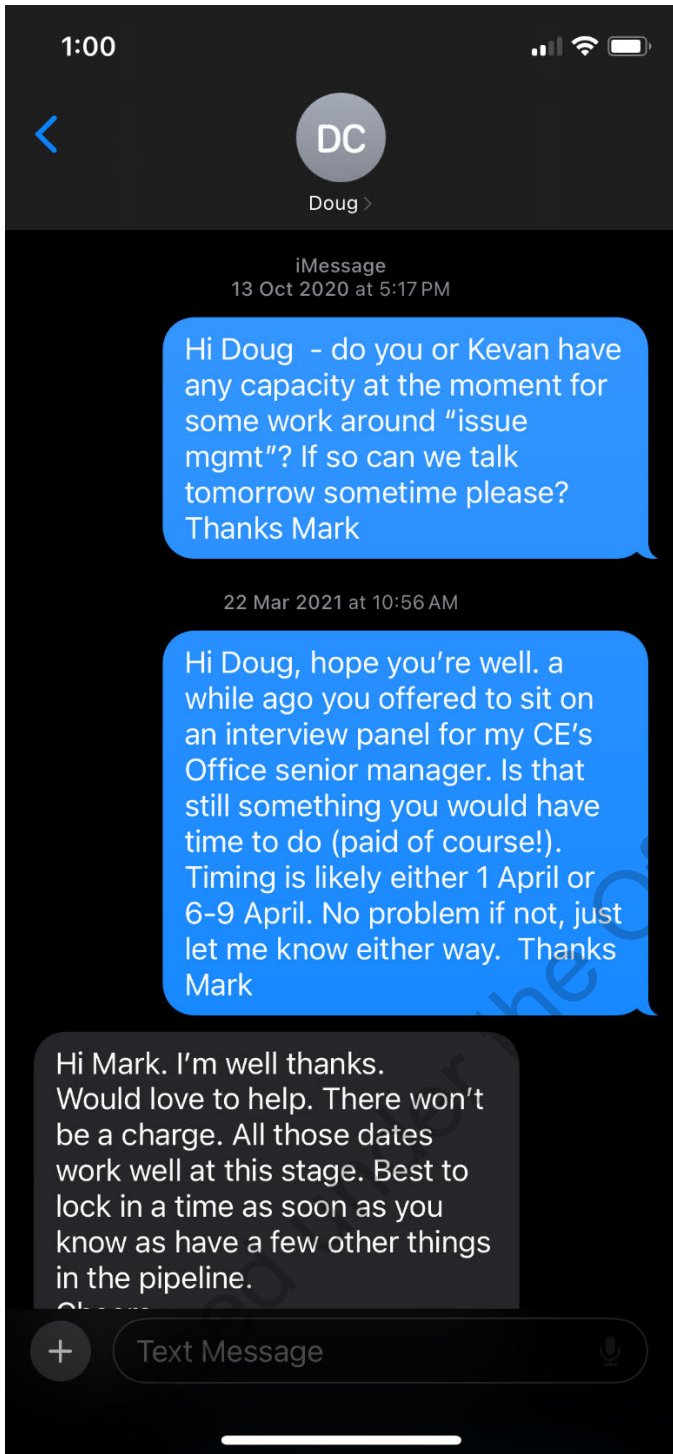 1:00
DC
Doug
iMessage
13 Oct 2020 at 5:17 PM
Hi Doug  - do you or Kevan have
any capacity at the moment for
some work around “issue
mgmt”? If so can we talk
tomorrow sometime please?
Thanks Mark
22 Mar 2021 at 10:56 AM
Hi Doug, hope you’re well. a
while ago you offered to sit on
an interview panel for my CE’s
Office senior manager. Is that
still something you would have
time to do (paid of course!).
Timing is likely either 1 April or
6-9 April. No problem if not, just
let me know either way.  Thanks
Mark
Hi Mark. I’m well thanks.
Would love to help. There won’t
be a charge. All those dates
work well at this stage. Best to
lock in a time as soon as you
know as have a few other things
in the pipeline.
Text Message
under the